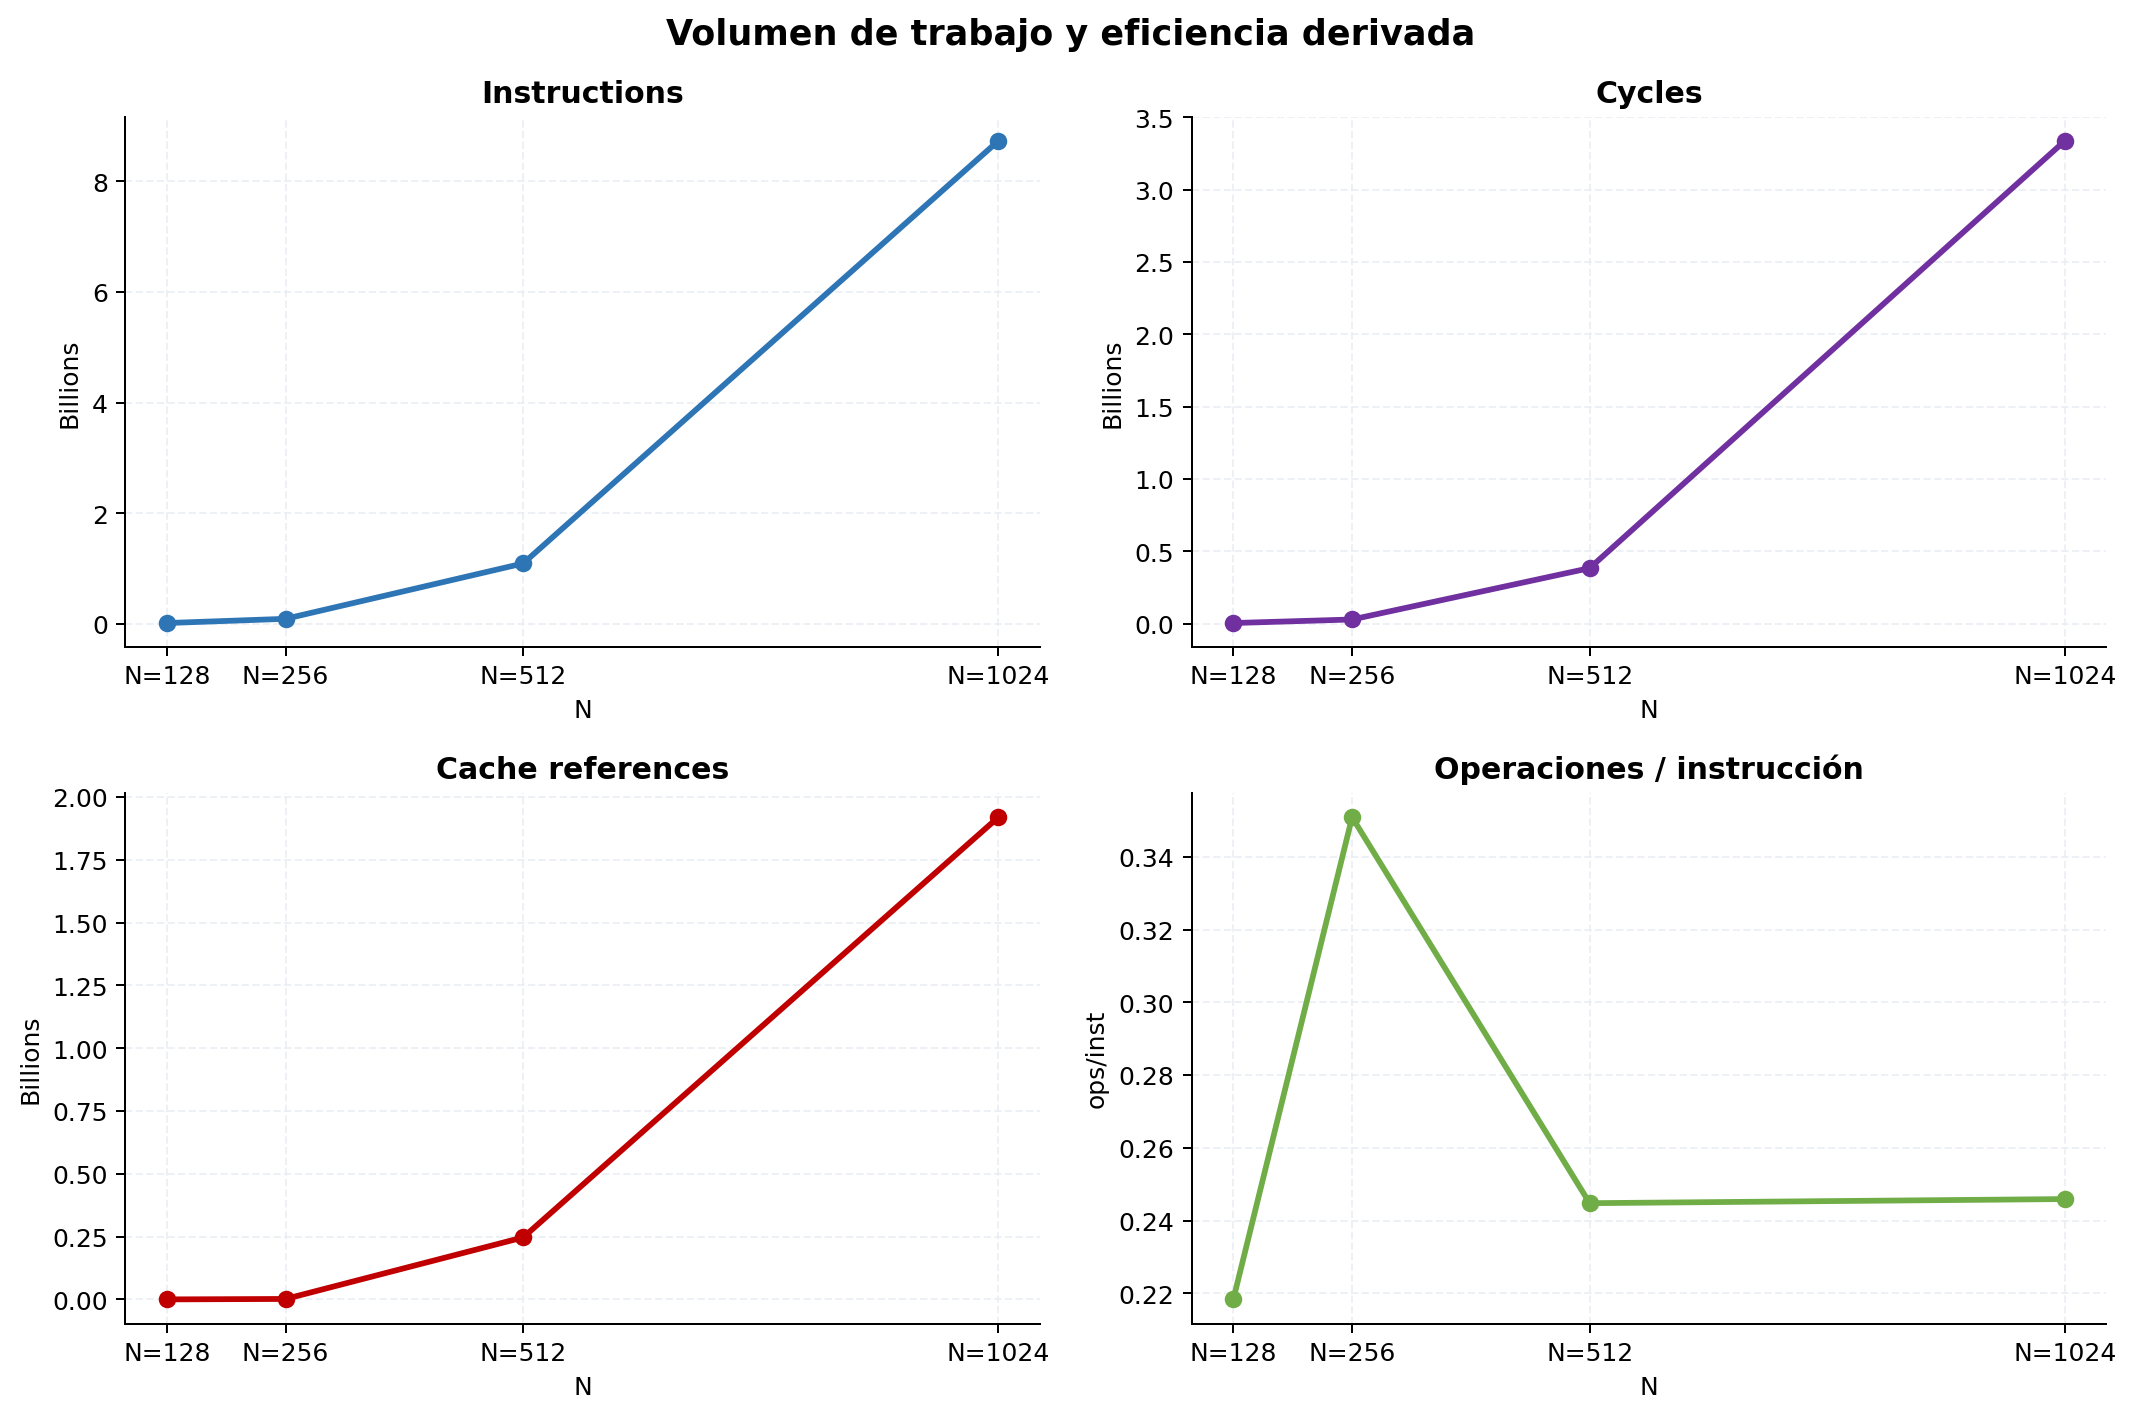 Volumen de trabajo y eficiencia derivada
Instructions
Billions
8
6
4
2
0
N=128 N=256 N=512 N=1024
N
Cycles
Billions
3.5
3.0
2.5
2.0
1.5
1.0
0.5
0.0
N=128 N=256 N=512 N=1024
N
Cache references
Billions
2.00
1.75
1.50
1.25
1.00
0.75
0.50
0.25
0.00
N=128 N=256 N=512 N=1024
N
Operaciones / instrucción
ops/inst
0.34
0.32
0.30
0.28
0.26
0.24
0.22
N=128 N=256 N=512 N=1024
N